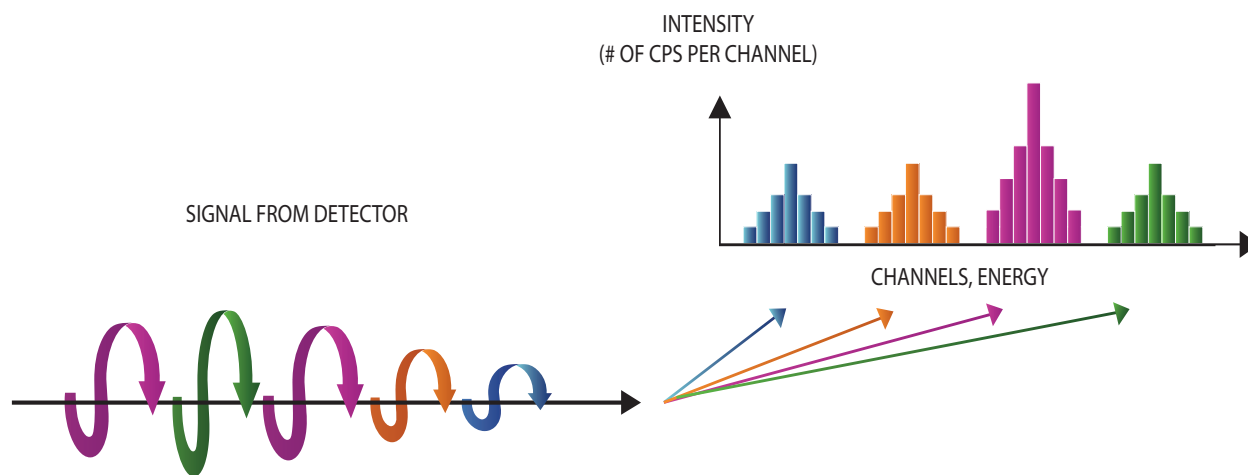 INTENSITY
(# OF CPS PER CHANNEL)
SIGNAL FROM DETECTOR
CHANNELS, ENERGY